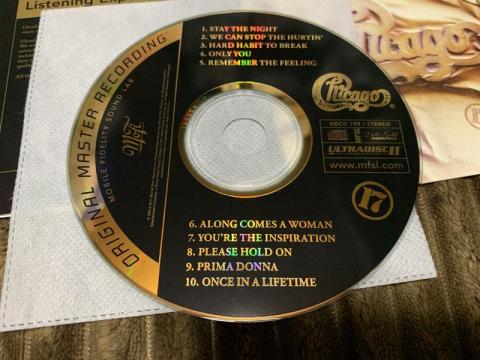 Listening
1. STAY THE NIGHT
2. WE CAN STOP THE HURTIN'
3. HARD HABIT TO BREAK
4. ONLY YOU
5. REMEMBER THE FEELING
Chicago
Chicago
UDCD 709 / STEREO
MFSL
ULTRADISC II
www.mfsl.com
17
ORIGINAL MASTER RECORDING
MOBILE FIDELITY SOUND LAB
6. ALONG COMES A WOMAN
7. YOU'RE THE INSPIRATION
8. PLEASE HOLD ON
9. PRIMA DONNA
10. ONCE IN A LIFETIME